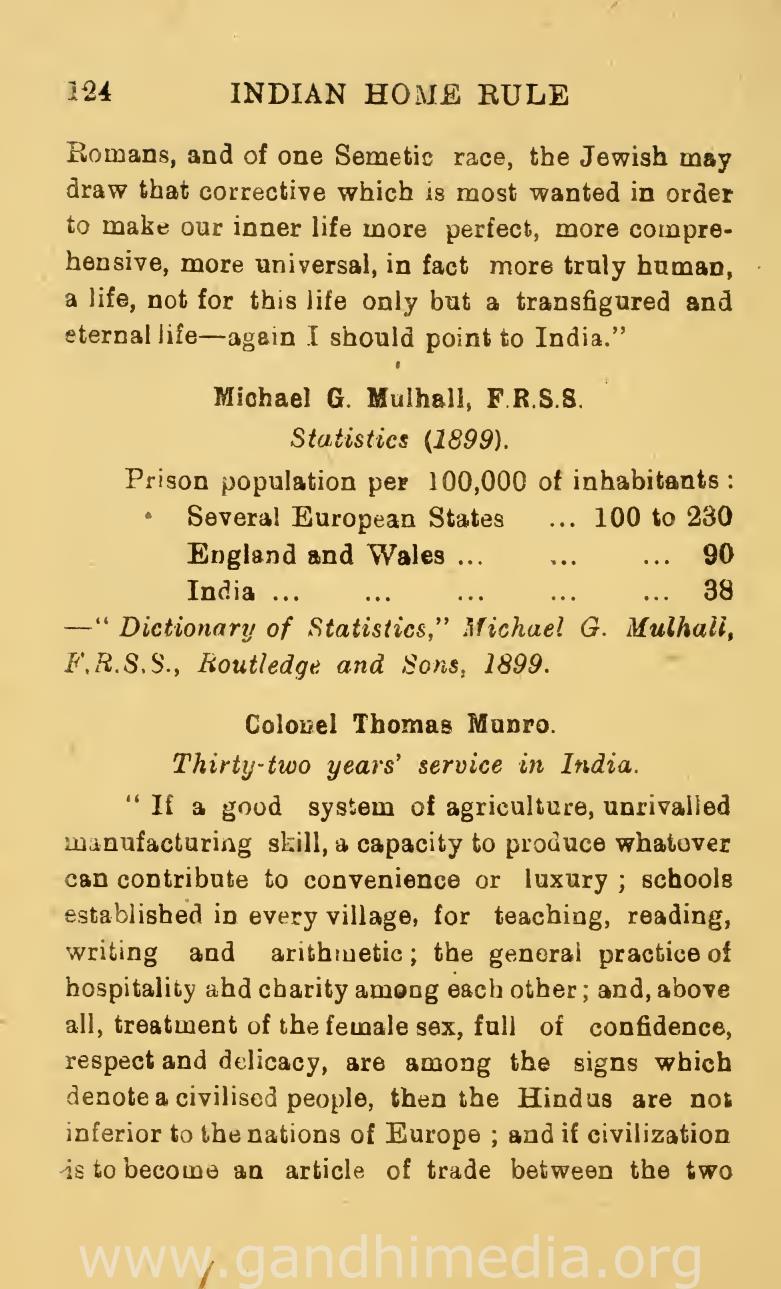 124 INDIAN HOME RULE
Romans, and of one Semetic race, the Jewish may
draw that corrective which is most wanted in order
to make our inner life more perfect, more compre-
hensive, more universal, in fact more truly human,
a life, not for this life only but a transfigured and
eternal life—again I should point to India."
Michael G. Mulhall, F.R.S.S.
Statistics (1899).
Prison population per 100,000 of inhabitants :
Several European States ... 100 to 230
England and Wales ... ... ... 90
India ... ... ... ... ... 38
—" Dictionary of Statistics," Michael G. Mulhall,
F.R.S.S., Routledge and Sons, 1899.
Colonel Thomas Munro.
Thirty-two years' service in India.
" If a good system of agriculture, unrivalled
manufacturing skill, a capacity to produce whatever
can contribute to convenience or luxury ; schools
established in every village, for teaching, reading,
writing and arithmetic ; the general practice of
hospitality ahd charity among each other ; and, above
all, treatment of the female sex, full of confidence,
respect and delicacy, are among the signs which
denote a civilised people, then the Hindus are not
inferior to the nations of Europe ; and if civilization
is to become an article of trade between the two
www.gandhimedia.org